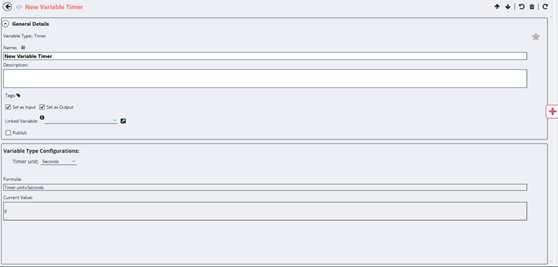 </> New Variable Timer
General Details
Variable Type: Timer
Name:
New Variable Timer
Description:
Tags:
Set as Input Set as Output
Linked Variable:
Publish
Variable Type Configurations:
Timer unit: Seconds
Formula:
Timer unit=Seconds
Current Value:
0